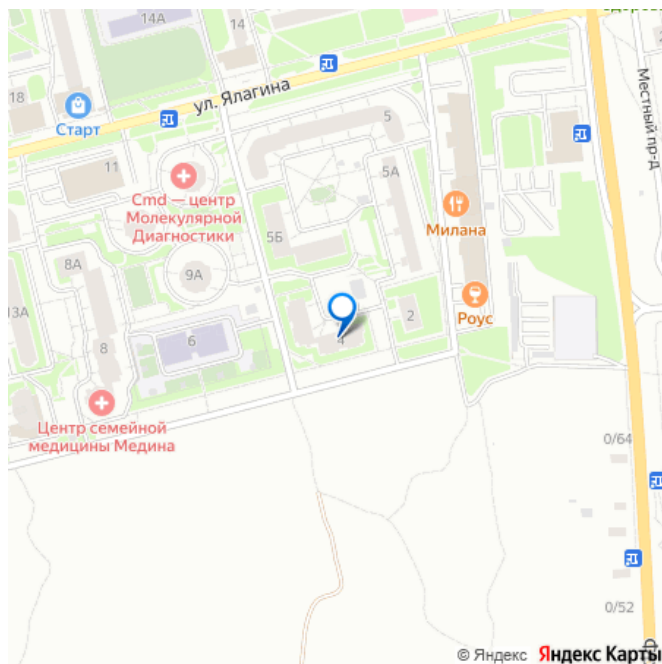 14А
14
18
ул. Ялагина
Старт
Местный пр-д
11
5
5А
Cmd — центр
Молекулярной
Диагностики
Милана
5Б
8А
9А
13А
2
Роус
6
4
8
Центр семейной
медицины Медина
0/64
0/52
© Яндекс Яндекс Карты